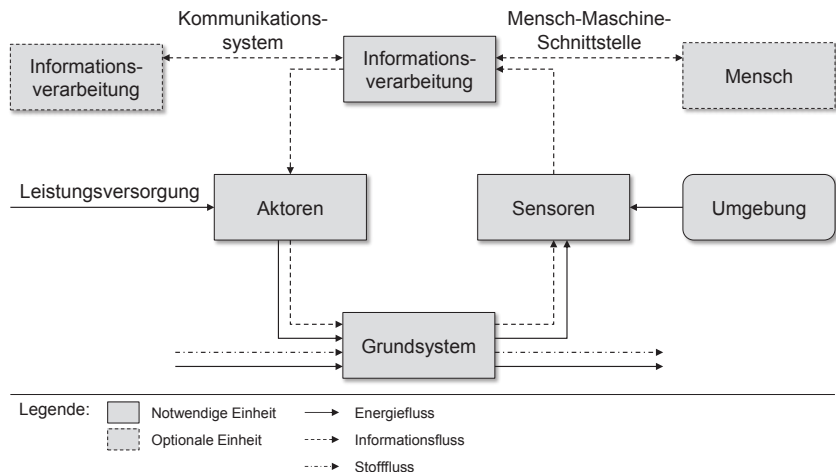 Kommunikations-
system
Mensch-Maschine-
Schnittstelle
Informations-
verarbeitung
Informations-
verarbeitung
Mensch
Leistungsversorgung
Aktoren
Sensoren
Umgebung
Grundsystem
Legende:
Notwendige Einheit
Energiefluss
Optionale Einheit
Informationsfluss
Stofffluss